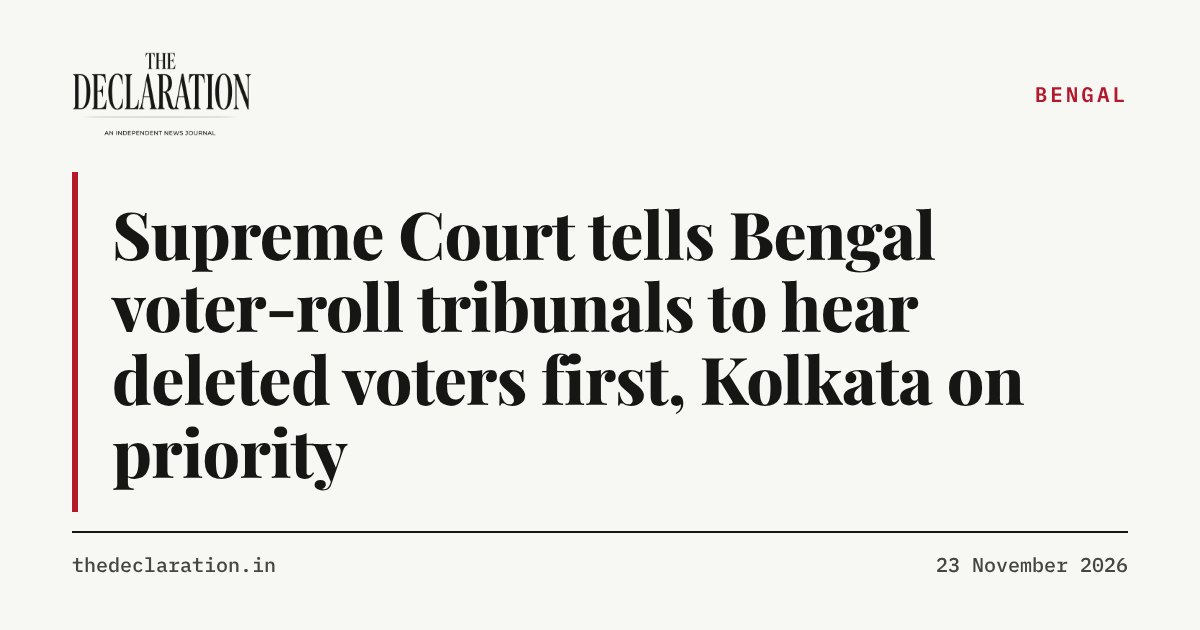 THE
DECLARATION
AN INDEPENDENT NEWS JOURNAL
BENGAL
Supreme Court tells Bengal
voter-roll tribunals to hear
deleted voters first, Kolkata on
priority
thedeclaration.in
23 November 2026